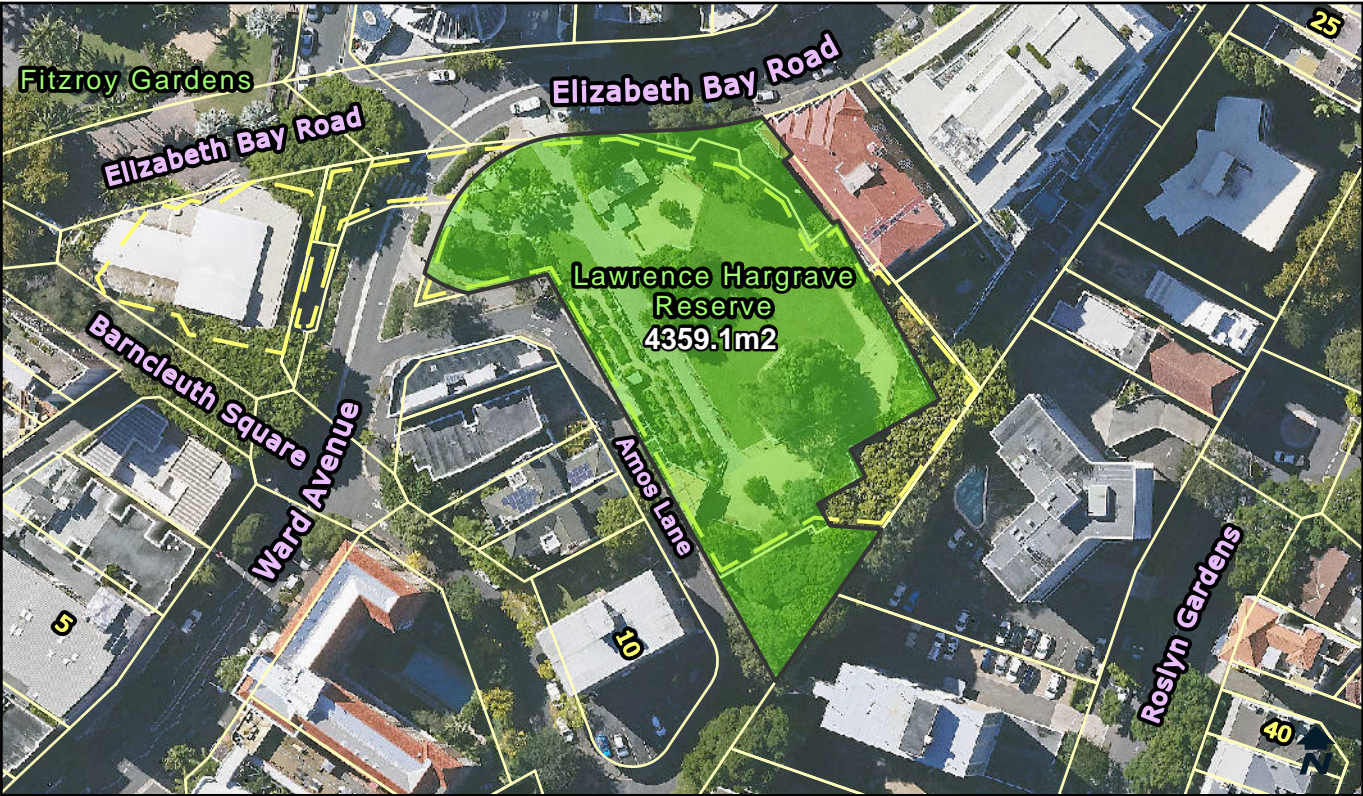 25
Fitzroy Gardens
Elizabeth Bay Road
Elizabeth Bay Road
Lawrence Hargrave
Reserve
4359.1m2
Barncleuth Square
Ward Avenue
Amos Lane
Roslyn Gardens
5
10
40
N